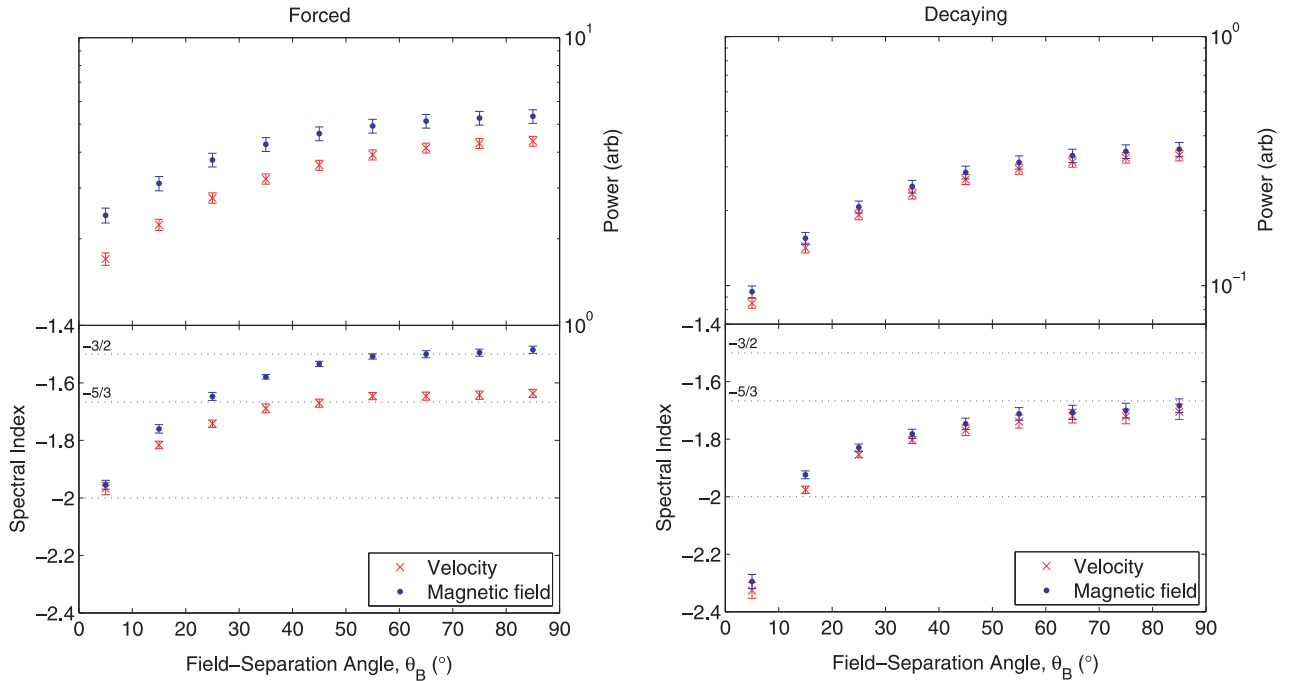 Forced
10^1
Power (arb)
10^0
−1.4
−3/2
−1.6
−5/3
−1.8
−2
−2.2
−2.4
Spectral Index
Velocity
Magnetic field
0 10 20 30 40 50 60 70 80 90
Field−Separation Angle, θ_B (°)
Decaying
10^0
Power (arb)
10^−1
−1.4
−3/2
−1.6
−5/3
−1.8
−2
−2.2
−2.4
Spectral Index
Velocity
Magnetic field
0 10 20 30 40 50 60 70 80 90
Field−Separation Angle, θ_B (°)